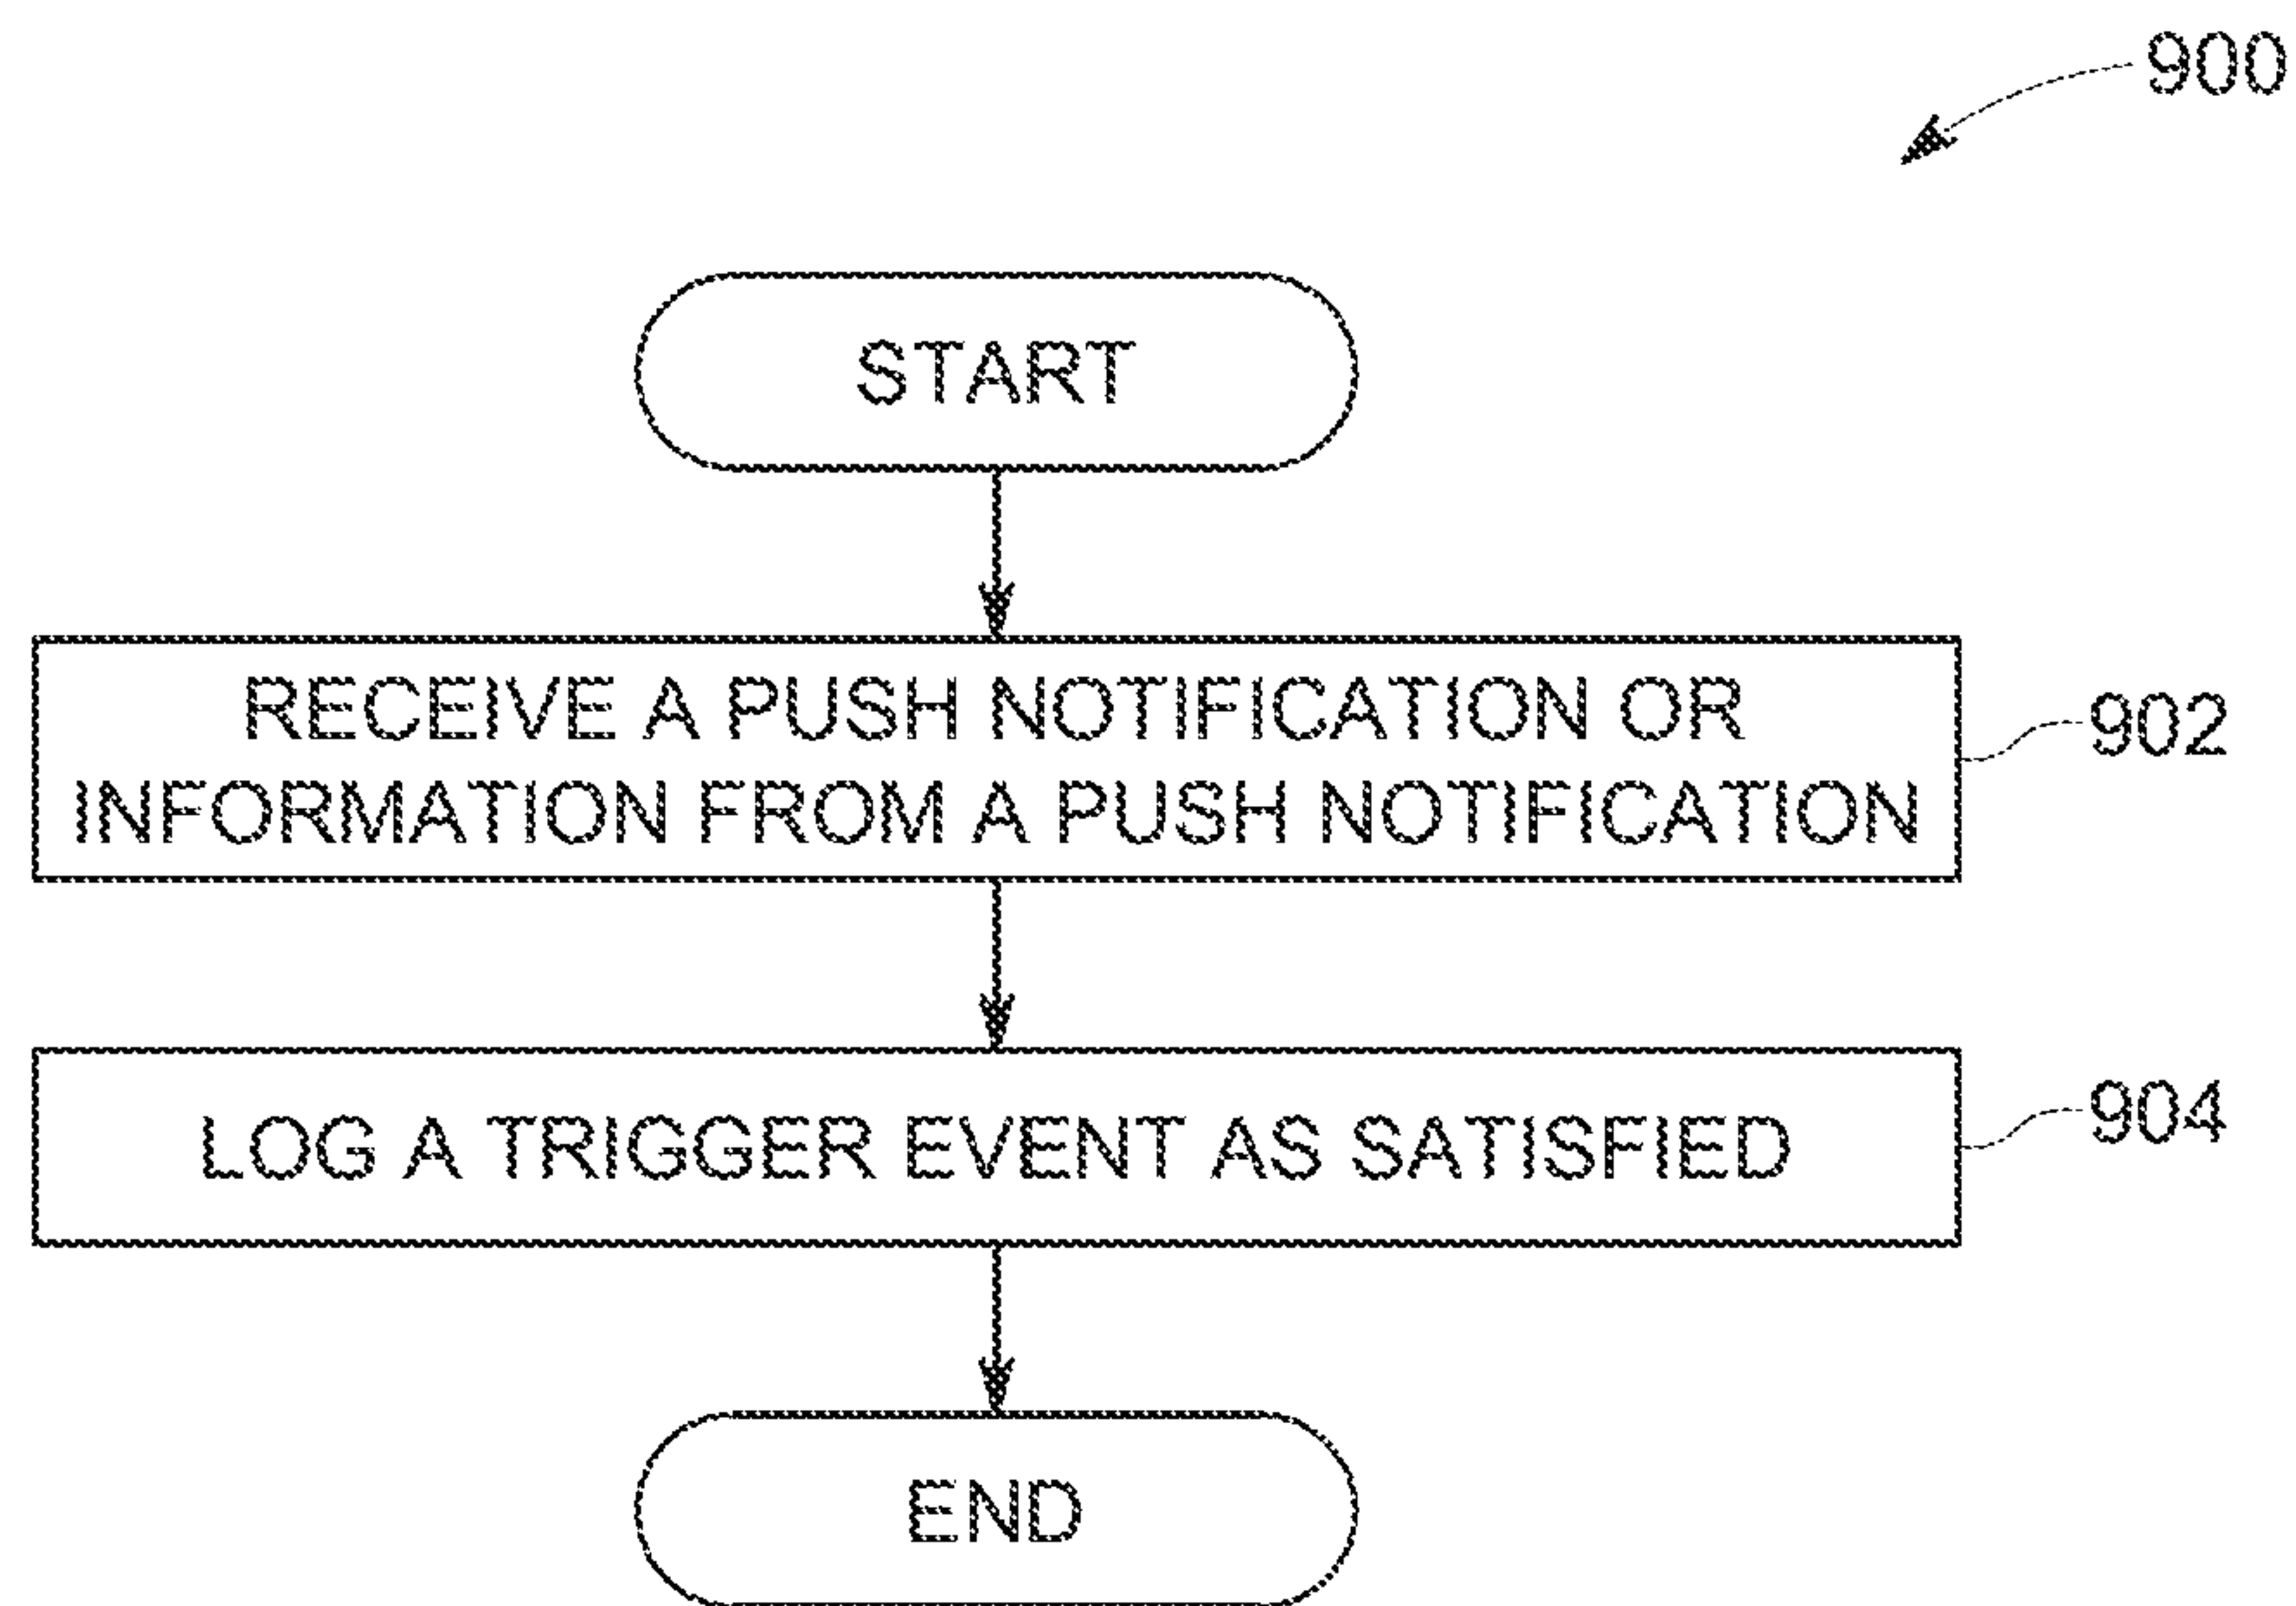 900
START
RECEIVE A PUSH NOTIFICATION OR
INFORMATION FROM A PUSH NOTIFICATION
902
LOG A TRIGGER EVENT AS SATISFIED
904
END